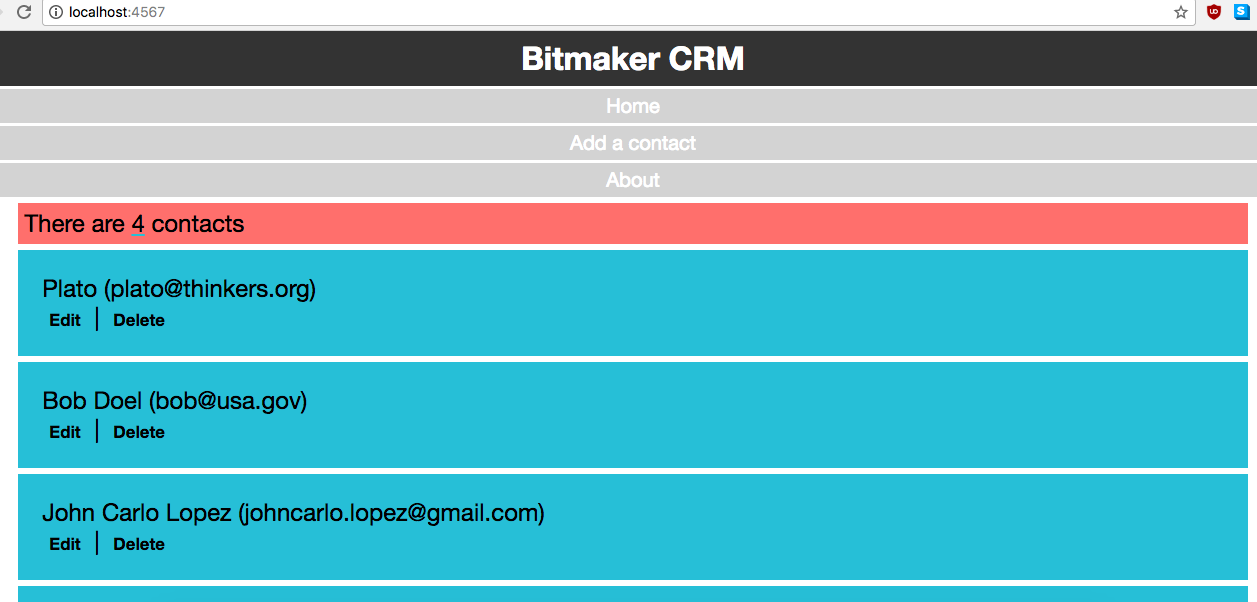 localhost:4567
Bitmaker CRM
Home
Add a contact
About
There are 4 contacts
Plato (plato@thinkers.org)
Edit | Delete
Bob Doel (bob@usa.gov)
Edit | Delete
John Carlo Lopez (johncarlo.lopez@gmail.com)
Edit | Delete